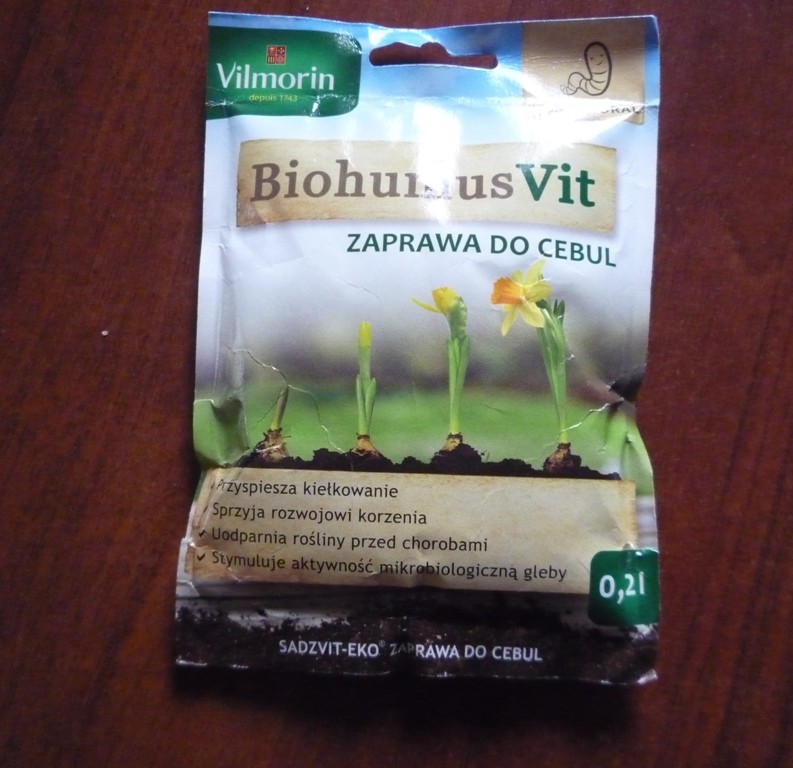 Vilmorin
depuis 1743
BiohumusVit
ZAPRAWA DO CEBUL
Przyspiesza kiełkowanie
✓ Sprzyja rozwojowi korzenia
✓ Uodparnia rośliny przed chorobami
✓ Stymuluje aktywność mikrobiologiczną gleby
0,2l
SADZVIT-EKO® ZAPRAWA DO CEBUL